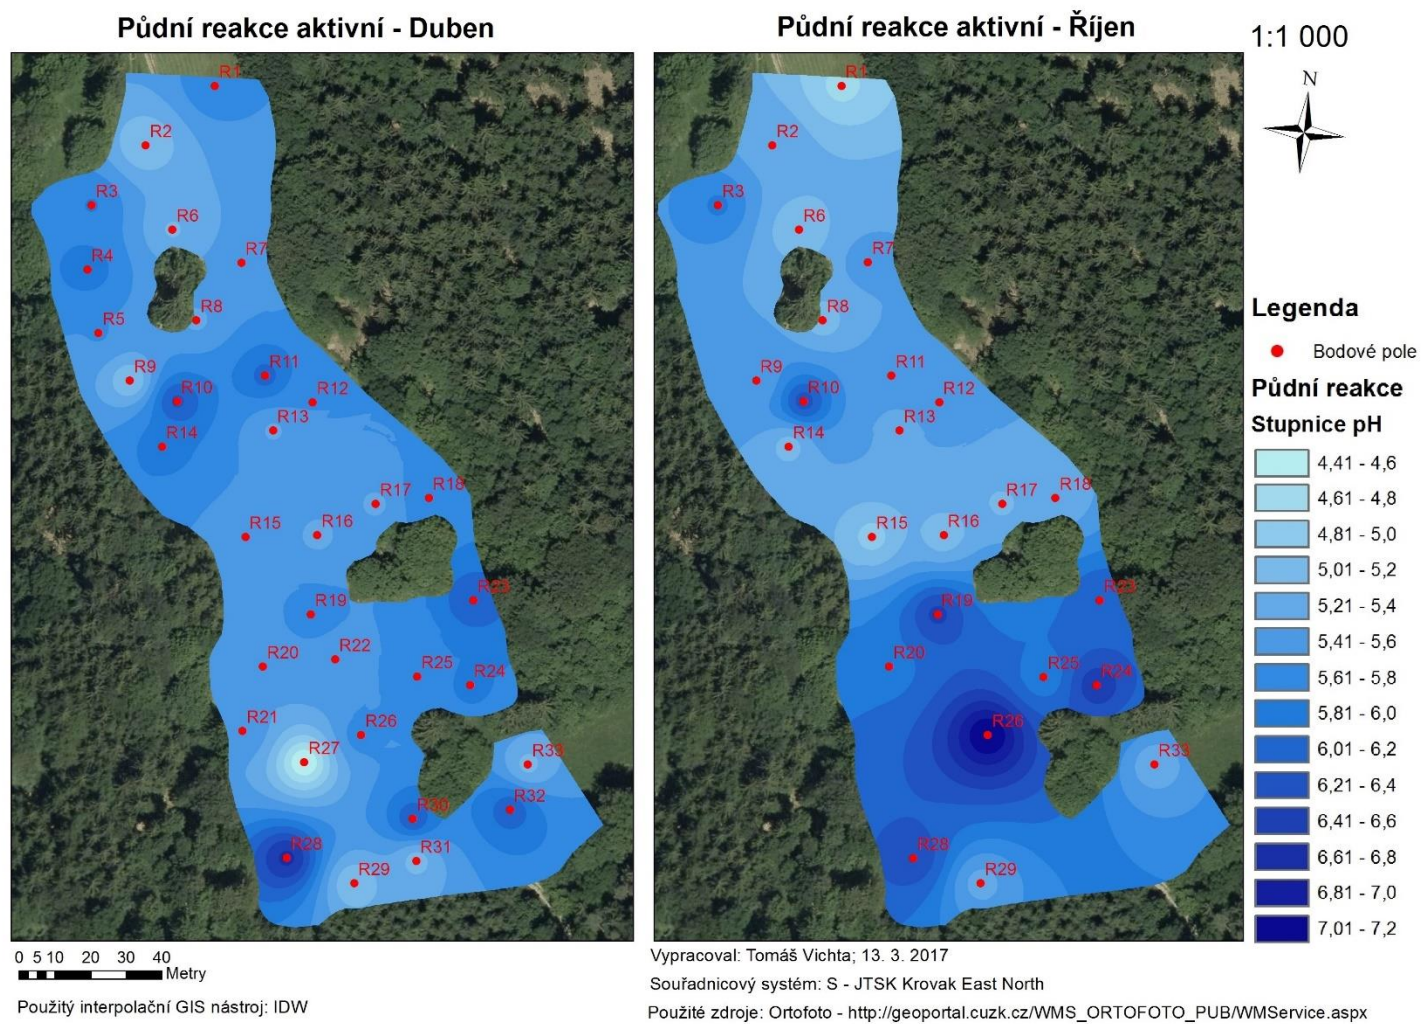 Půdní reakce aktivní - Duben
R1
R2
R3
R6
R4
R7
R8
R5
R9
R11
R10
R12
R13
R14
R17
R18
R15
R16
R19
R23
R22
R20
R25
R24
R21
R26
R27
R33
R30
R32
R28
R31
R29
Půdní reakce aktivní - Říjen
R1
R2
R3
R6
R7
R8
R9
R11
R10
R12
R13
R14
R17
R18
R15
R16
R19
R23
R20
R25
R24
R26
R33
R28
R29
1:1 000
N
Legenda
Bodové pole
Půdní reakce
Stupnice pH
4,41 - 4,6
4,61 - 4,8
4,81 - 5,0
5,01 - 5,2
5,21 - 5,4
5,41 - 5,6
5,61 - 5,8
5,81 - 6,0
6,01 - 6,2
6,21 - 6,4
6,41 - 6,6
6,61 - 6,8
6,81 - 7,0
7,01 - 7,2
0 5 10 20 30 40
Metry
Použitý interpolační GIS nástroj: IDW
Vypracoval: Tomáš Vichta; 13. 3. 2017
Souřadnicový systém: S - JTSK Krovak East North
Použité zdroje: Ortofoto - http://geoportal.cuzk.cz/WMS_ORTOFOTO_PUB/WMService.aspx